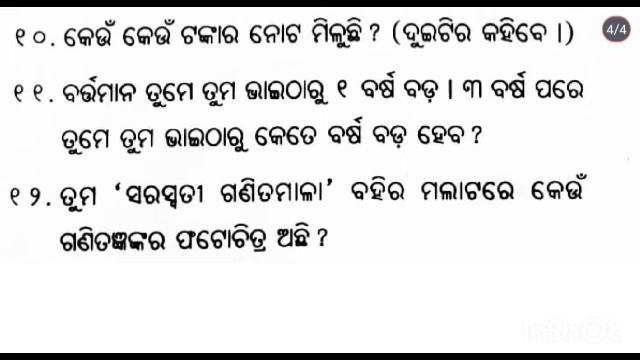 4/4
୧୦. କେଉଁ କେଉଁ ଟଙ୍କାର ନୋଟ ମିଳୁଛି ? (ଦୁଇଟିର କହିବେ ।)
୧୧. ବର୍ତ୍ତମାନ ତୁମେ ତୁମ ଭାଇଠାରୁ ୧ ବର୍ଷ ବଡ଼ । ୩ ବର୍ଷ ପରେ
ତୁମେ ତୁମ ଭାଇଠାରୁ କେତେ ବର୍ଷ ବଡ଼ ହେବ ?
୧୨. ତୁମ ‘ସରସ୍ୱତୀ ଗଣିତମାଳା’ ବହିର ମଲାଟରେ କେଉଁ
ଗଣିତଜ୍ଞଙ୍କର ଫଟୋଚିତ୍ର ଅଛି ?
InShOt